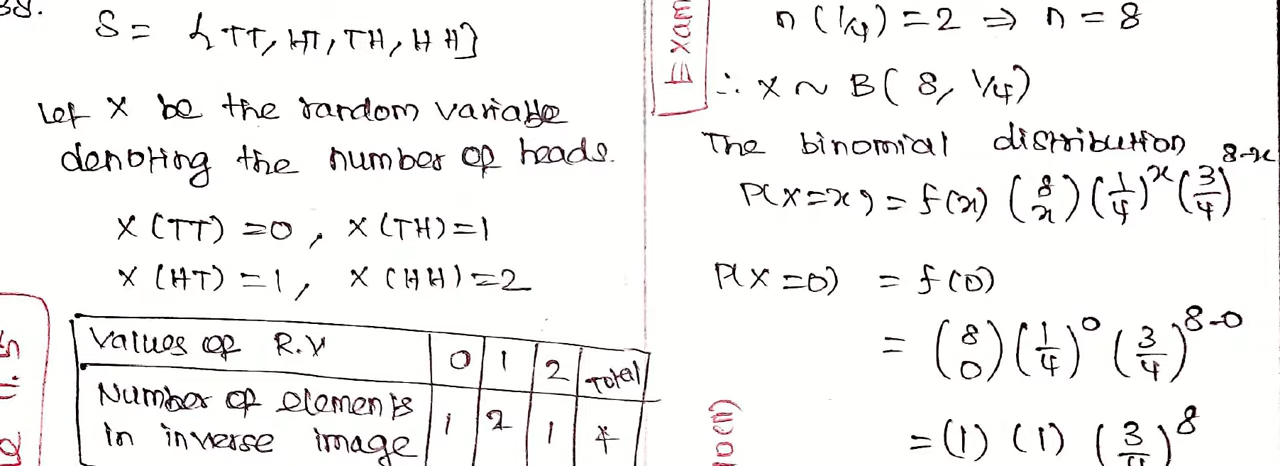 38.
S = {TT, HT, TH, HH}
Let X be the random variable
denoting the number of heads.
X (TT) = 0 , X (TH) = 1
X (HT) = 1 , X (HH) = 2
Values of R.V 0 1 2 Total
Number of elements
in inverse image 1 2 1 4
Exam
n (1/4) = 2 ⇒ n = 8
∴ X ~ B( 8, 1/4)
The binomial distribution
P(X=x) = f(x) (8 x) (1/4)^x (3/4)^8-x
P(X=0) = f(0)
= (8 0) (1/4)^0 (3/4)^8-0
= (1) (1) (3/4)^8